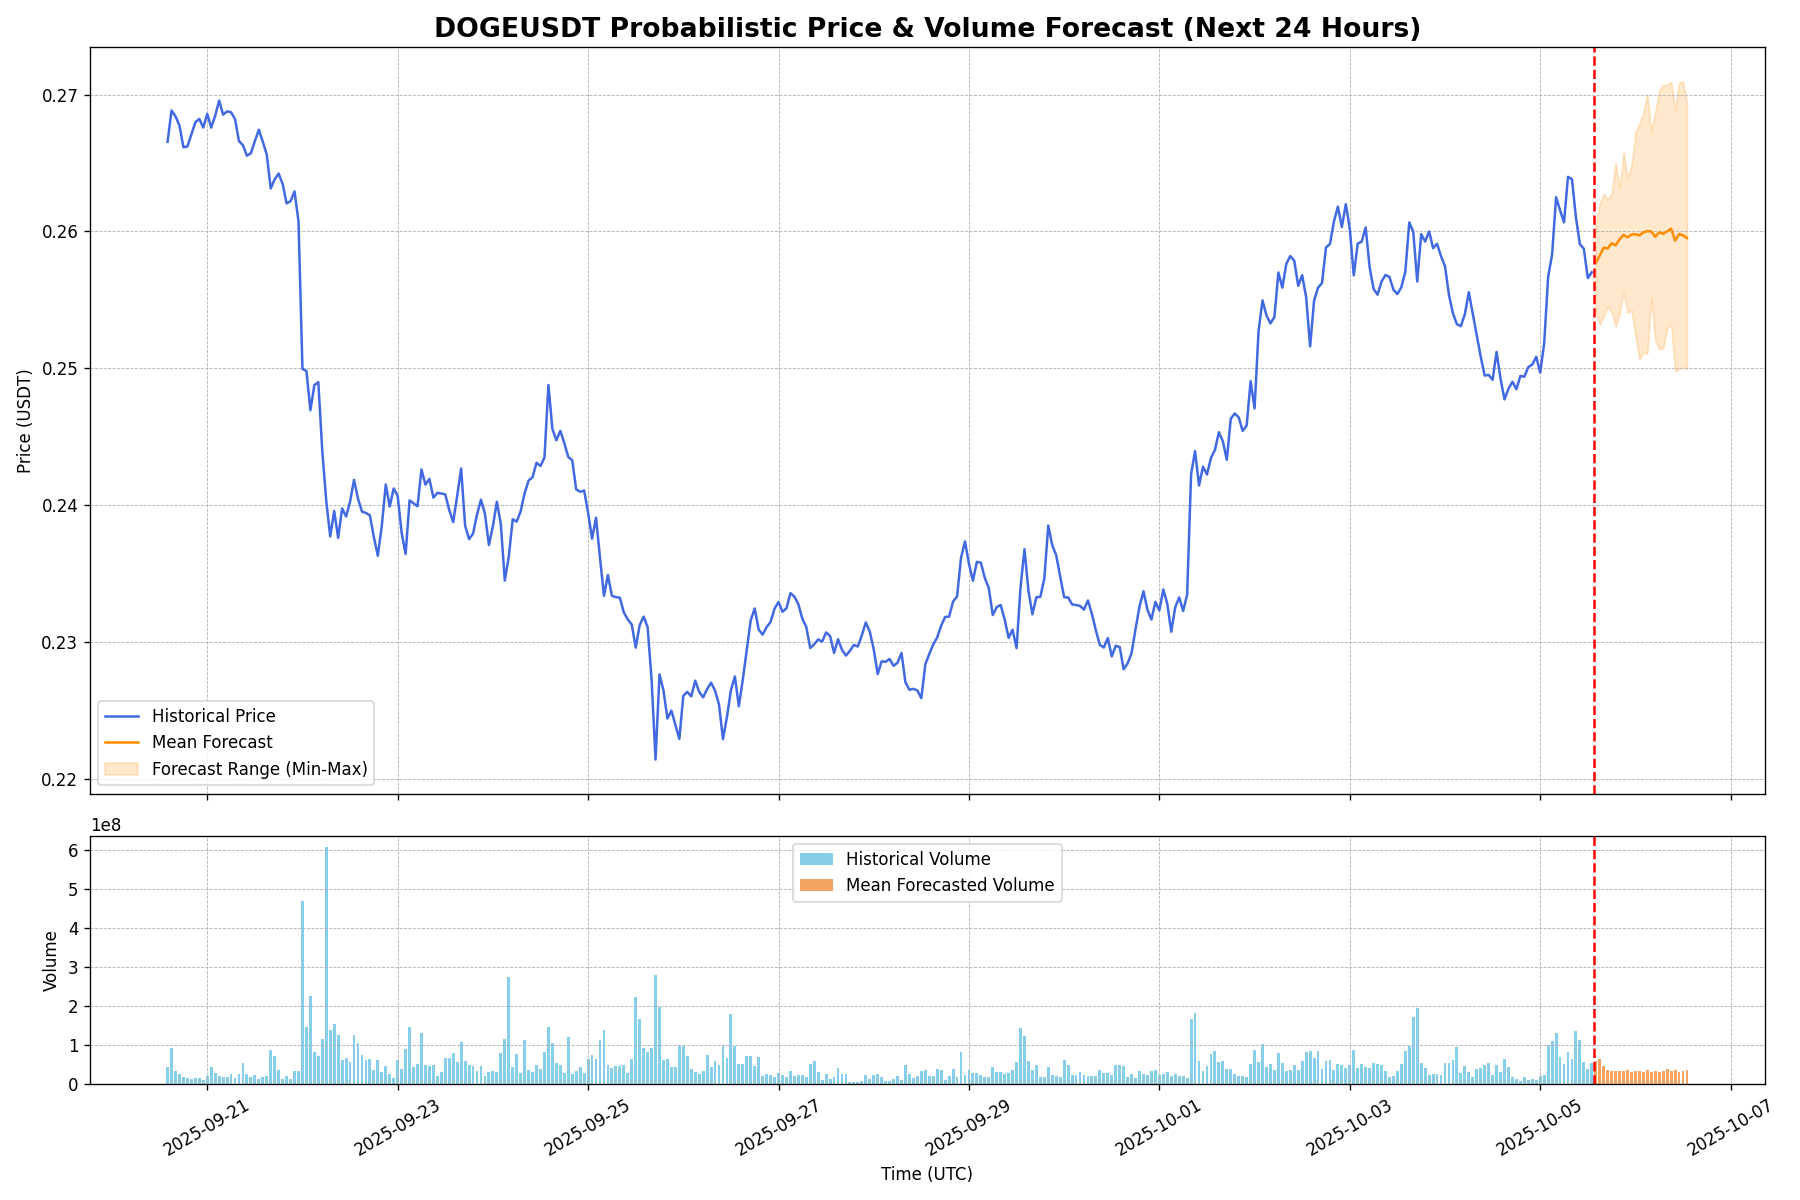 DOGEUSDT Probabilistic Price & Volume Forecast (Next 24 Hours)
0.27
0.26
0.25
0.24
0.23
0.22
Price (USDT)
Historical Price
Mean Forecast
Forecast Range (Min-Max)
1e8
6
5
4
3
2
1
0
Volume
Historical Volume
Mean Forecasted Volume
2025-09-21
2025-09-23
2025-09-25
2025-09-27
2025-09-29
2025-10-01
2025-10-03
2025-10-05
2025-10-07
Time (UTC)